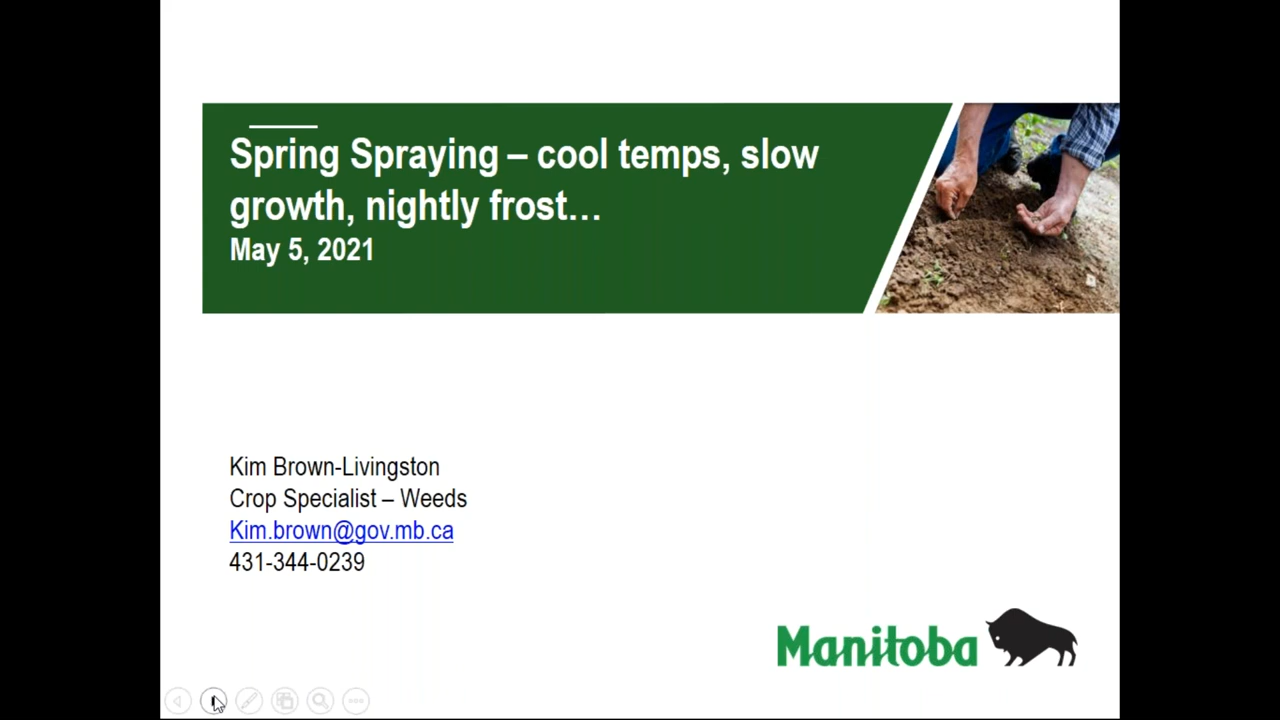 Spring Spraying – cool temps, slow
growth, nightly frost…
May 5, 2021
Kim Brown-Livingston
Crop Specialist – Weeds
Kim.brown@gov.mb.ca
431-344-0239
Manitoba